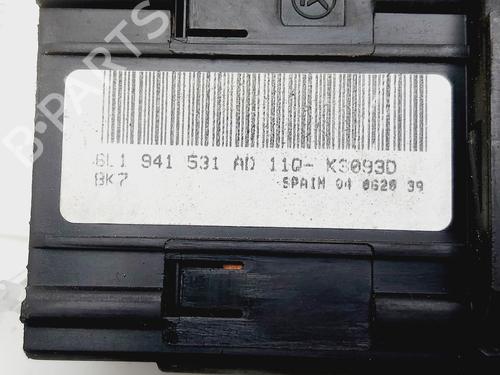 6L1 941 531 AD 11Q- K3093D
BK7 SPAIN 04 0620 39
B-PARTS